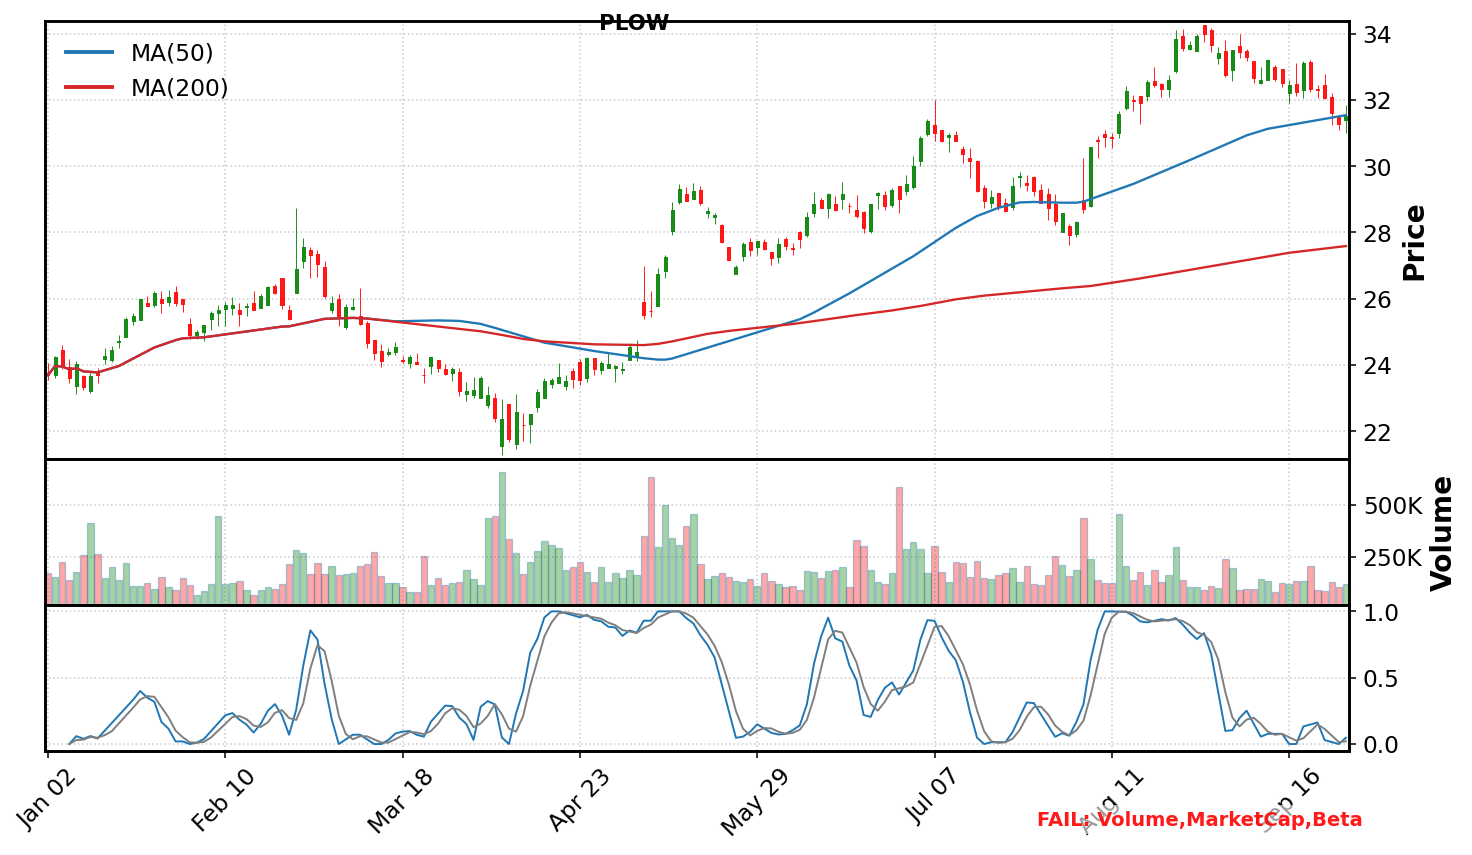 PLOW
MA(50)
MA(200)
34
32
30
28
26
24
22
Price
500K
250K
Volume
1.0
0.5
0.0
Jan 02
Feb 10
Mar 18
Apr 23
May 29
Jul 07
Aug 11
Sep 16
FAIL: Volume,MarketCap,Beta